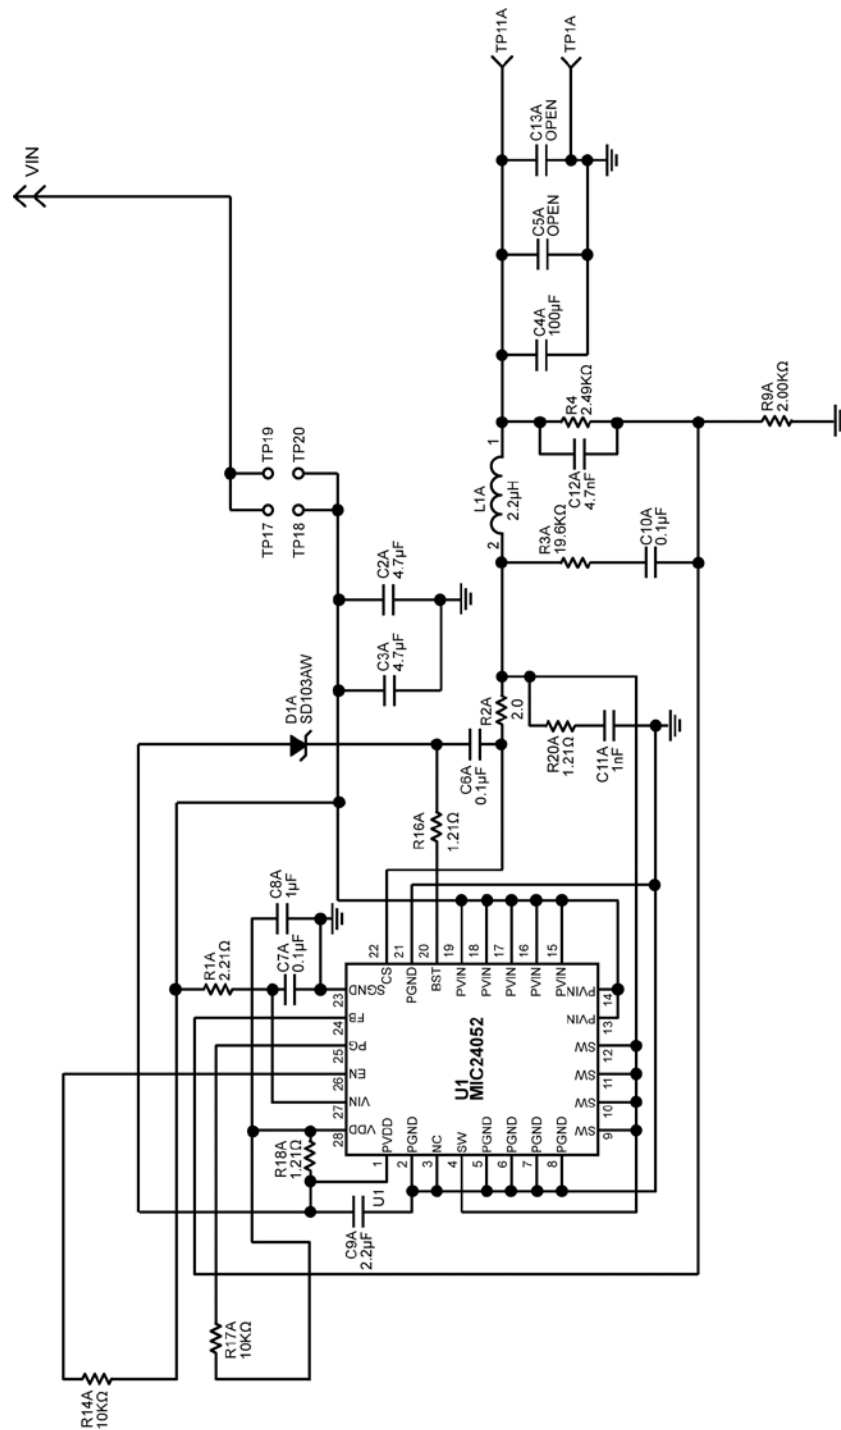 VIN
TP11A
TP1A
C13A
OPEN
C5A
OPEN
C4A
100μF
R4
2.49KΩ
C12A
4.7nF
R9A
2.00KΩ
TP19
TP20
TP17
TP18
L1A
2.2μH
1
2
R3A
19.6KΩ
C10A
0.1μF
C2A
4.7μF
C3A
4.7μF
D1A
SD103AW
R2A
2.0
C6A
0.1μF
R20A
1.21Ω
C11A
1nF
R16A
1.21Ω
C8A
1μF
R1A
2.21Ω
C7A
0.1μF
22
21
20
19
18
17
16
15
CS
PGND
BST
PVIN
PVIN
PVIN
PVIN
PVIN
23
24
25
26
27
28
SGND
FB
PG
EN
VIN
VDD
U1
MIC24052
PVIN
PVIN
SW
SW
SW
SW
14
13
12
11
10
9
PVDD
PGND
NC
SW
PGND
PGND
PGND
PGND
1
2
3
4
5
6
7
8
R18A
1.21Ω
U1
C9A
2.2μF
R17A
10KΩ
R14A
10KΩ